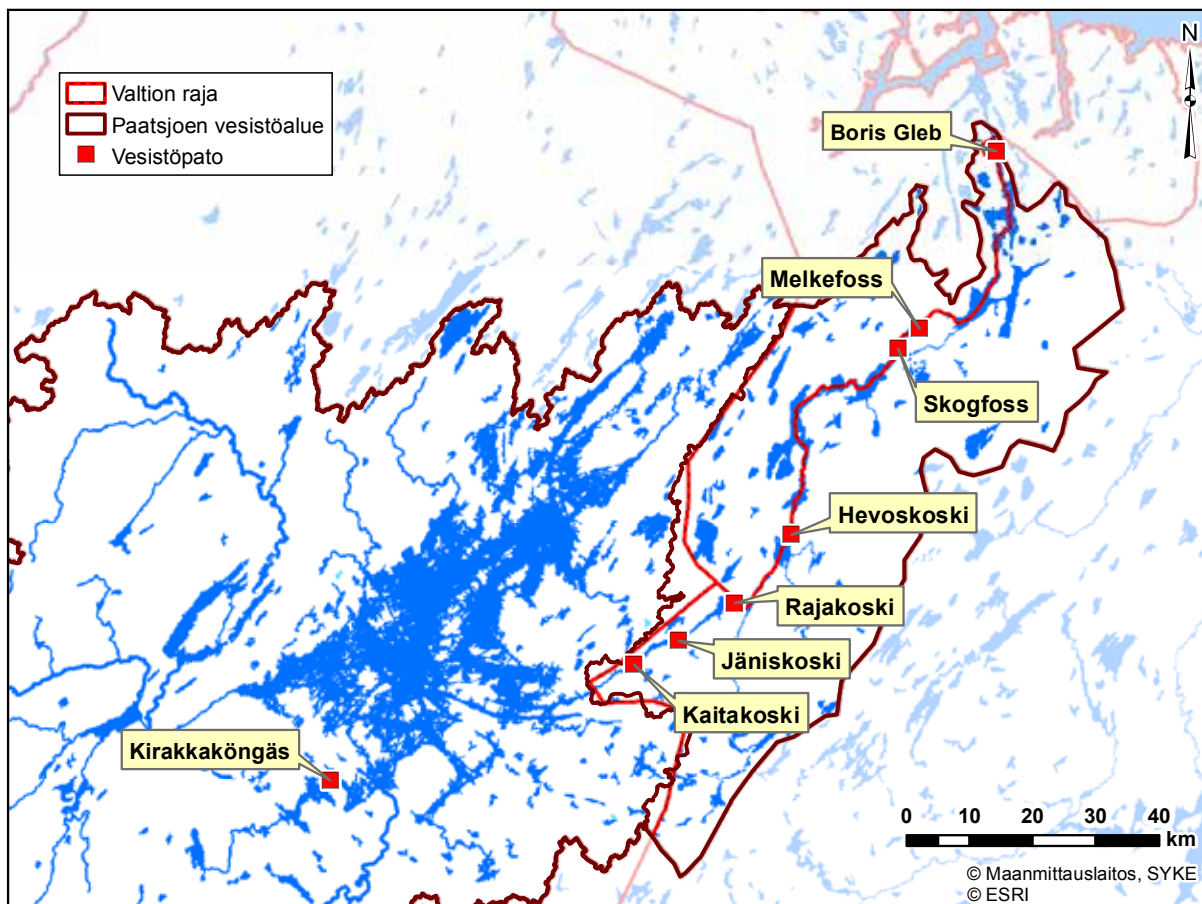 N
Valtion raja
Paatsjoen vesistöalue
Vesistöpato
Boris Gleb
Melkefoss
Skogfoss
Hevoskoski
Rajakoski
Jäniskoski
Kaitakoski
Kirakkaköngäs
0 10 20 30 40
km
© Maanmittauslaitos, SYKE
© ESRI